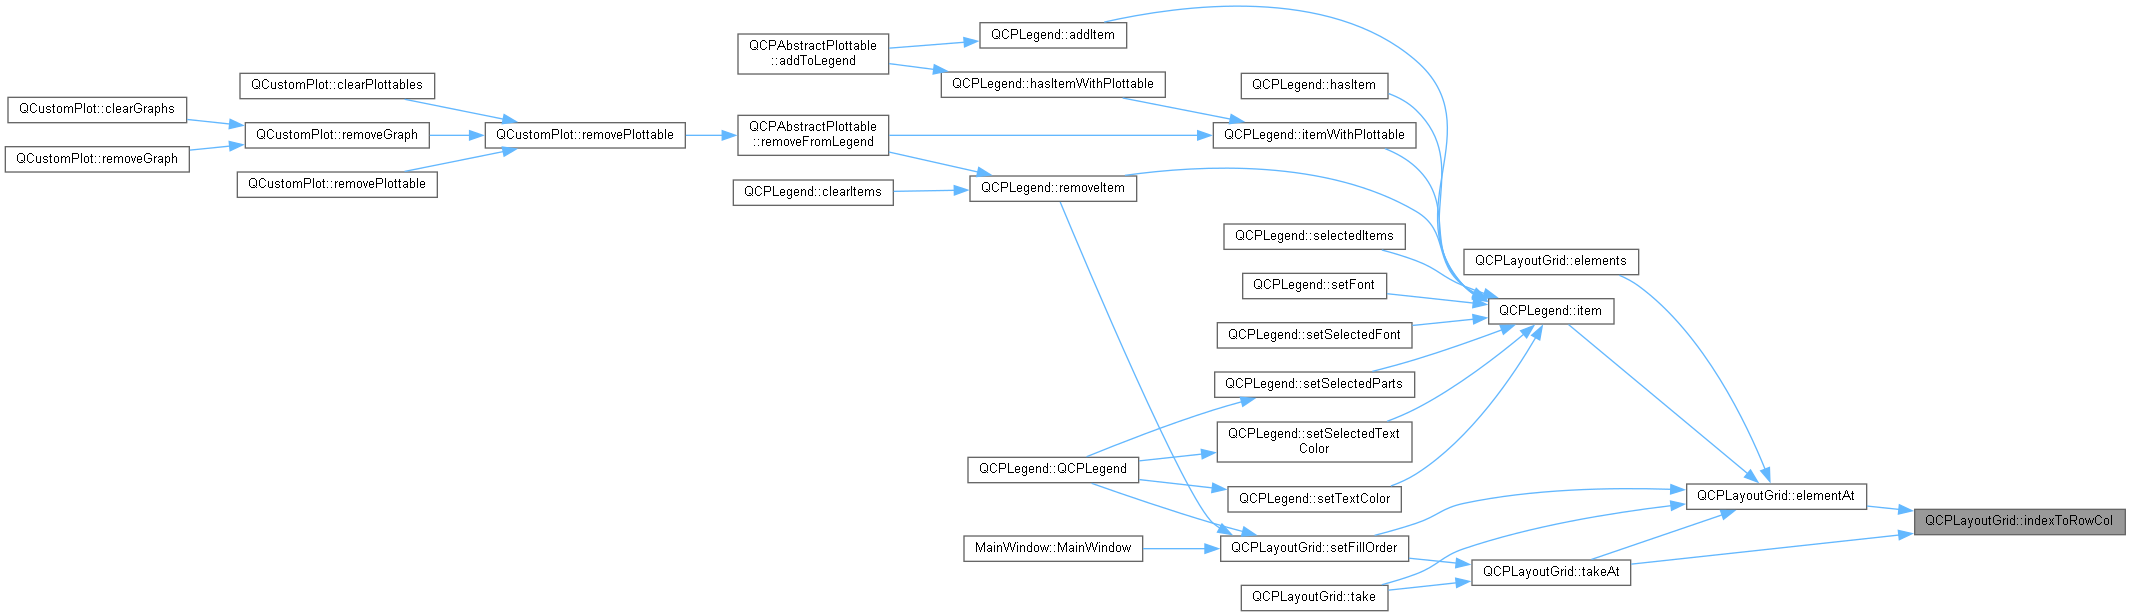 QCPLegend::addItem
QCPAbstractPlottable
::addToLegend
QCustomPlot::clearPlottables
QCPLegend::hasItemWithPlottable
QCPLegend::hasItem
QCustomPlot::clearGraphs
QCustomPlot::removeGraph
QCustomPlot::removePlottable
QCPAbstractPlottable
::removeFromLegend
QCPLegend::itemWithPlottable
QCustomPlot::removeGraph
QCustomPlot::removePlottable
QCPLegend::clearItems
QCPLegend::removeItem
QCPLegend::selectedItems
QCPLayoutGrid::elements
QCPLegend::setFont
QCPLegend::item
QCPLegend::setSelectedFont
QCPLegend::setSelectedParts
QCPLegend::setSelectedText
Color
QCPLegend::QCPLegend
QCPLegend::setTextColor
QCPLayoutGrid::elementAt
QCPLayoutGrid::indexToRowCol
MainWindow::MainWindow
QCPLayoutGrid::setFillOrder
QCPLayoutGrid::takeAt
QCPLayoutGrid::take